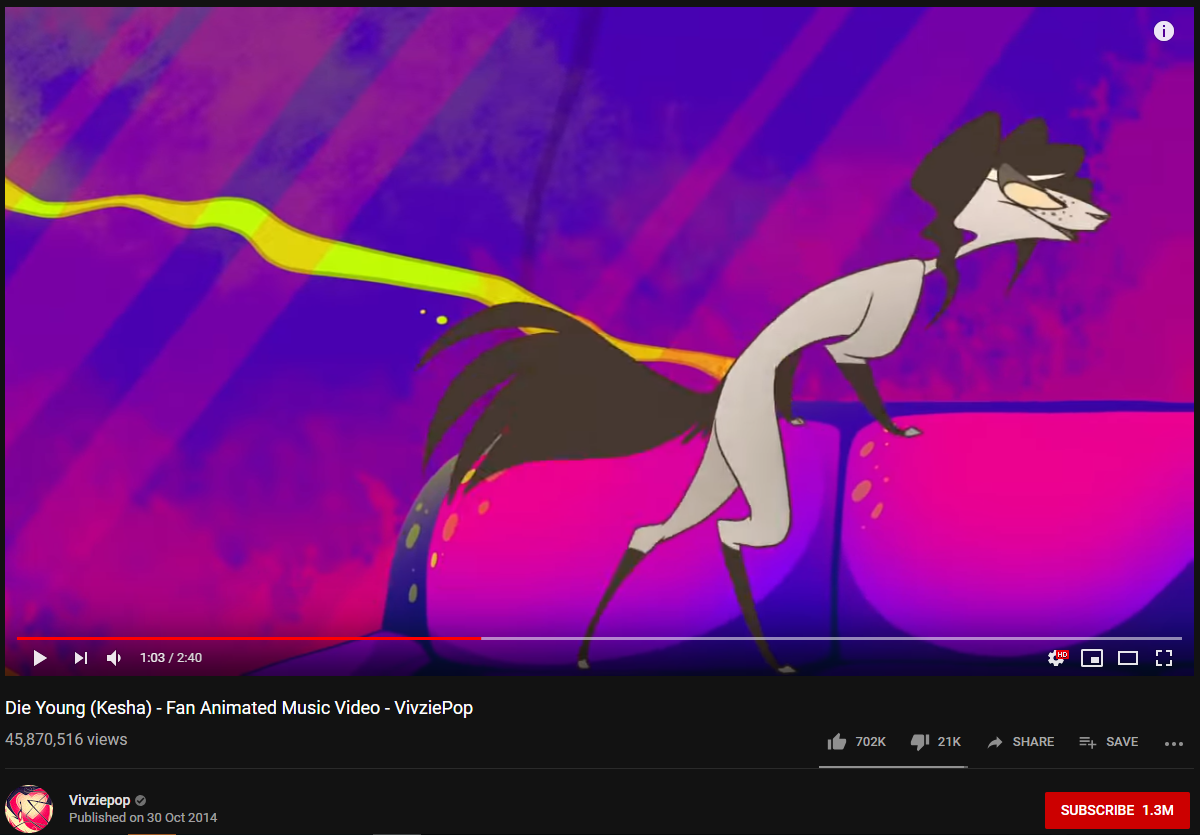 i
1:03 / 2:40
HD
Die Young (Kesha) - Fan Animated Music Video - VivziePop
45,870,516 views
702K 21K SHARE SAVE
Vivziepop
Published on 30 Oct 2014
SUBSCRIBE 1.3M